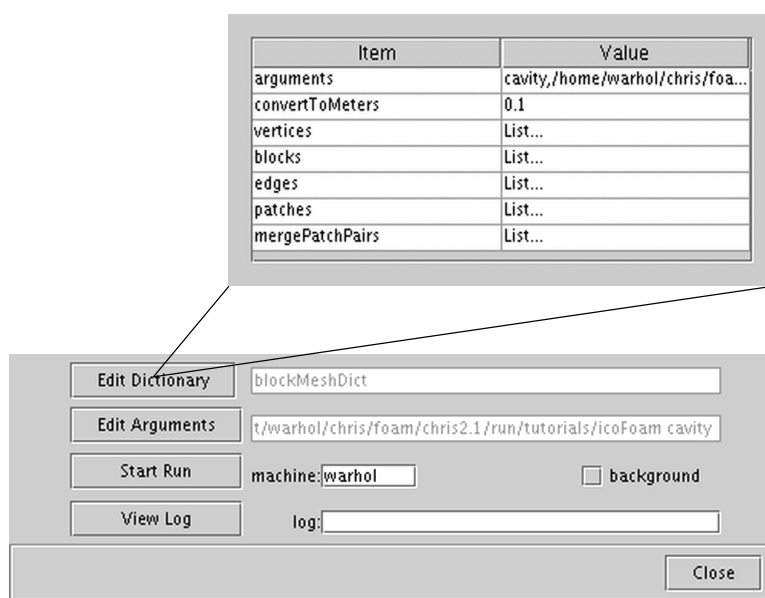 Item Value
arguments cavity,/home/warhol/chris/foa...
convertToMeters 0.1
vertices List...
blocks List...
edges List...
patches List...
mergePatchPairs List...
Edit Dictionary blockMeshDict
Edit Arguments t/warhol/chris/foam/chris2.1/run/tutorials/icoFoam cavity
Start Run machine: warhol background
View Log log:
Close